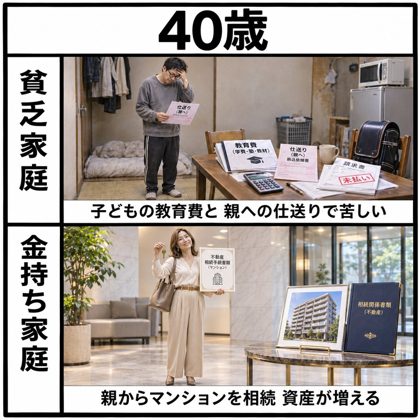 40歳
貧乏家庭
仕送り
(親へ)
教育費
(学費・塾・教材)
仕送り
(親へ)
請求書
未払い
子どもの教育費と 親への仕送りで苦しい
金持ち家庭
不動産
相続手続書類
(マンション)
相続関係書類
(不動産)
親からマンションを相続 資産が増える